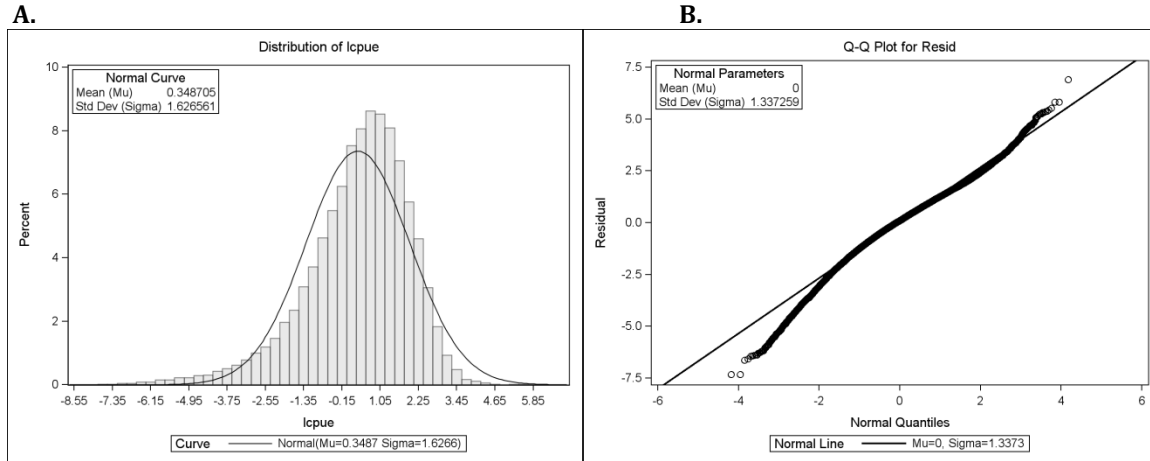 A.
Distribution of lcpue
Normal Curve
Mean (Mu) 0.348705
Std Dev (Sigma) 1.626561
10
8
6
4
2
0
Percent
-8.55 -7.35 -6.15 -4.95 -3.75 -2.55 -1.35 -0.15 1.05 2.25 3.45 4.65 5.85
lcpue
Curve Normal(Mu=0.3487 Sigma=1.6266)
B.
Q-Q Plot for Resid
Normal Parameters
Mean (Mu) 0
Std Dev (Sigma) 1.337259
7.5
5.0
2.5
0.0
-2.5
-5.0
-7.5
Residual
-6 -4 -2 0 2 4 6
Normal Quantiles
Normal Line Mu=0, Sigma=1.3373